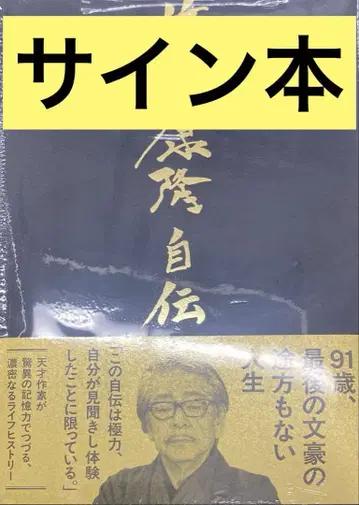 サイン本
康隆 自伝
91歳、
最後の文豪の
途方もない
人生
「この自伝は極力、
自分が見聞きし体験
したことに限っている。」
天才作家が
驚異の記憶力でつづる、
濃密なるライフヒストリー